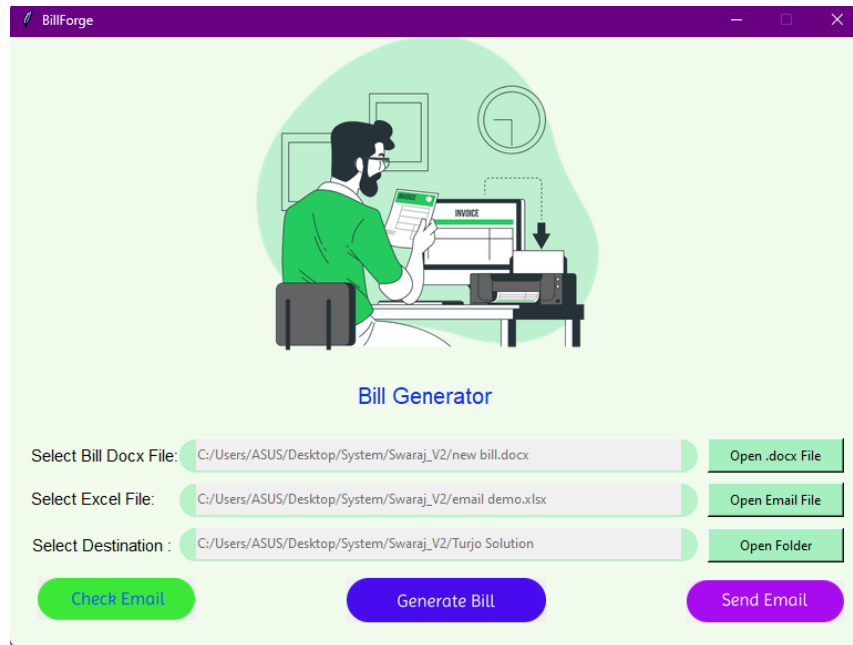 BillForge
INVOICE
INVOICE
Bill Generator
Select Bill Docx File: C:/Users/ASUS/Desktop/System/Swaraj_V2/new bill.docx Open .docx File
Select Excel File: C:/Users/ASUS/Desktop/System/Swaraj_V2/email demo.xlsx Open Email File
Select Destination : C:/Users/ASUS/Desktop/System/Swaraj_V2/Turjo Solution Open Folder
Check Email Generate Bill Send Email